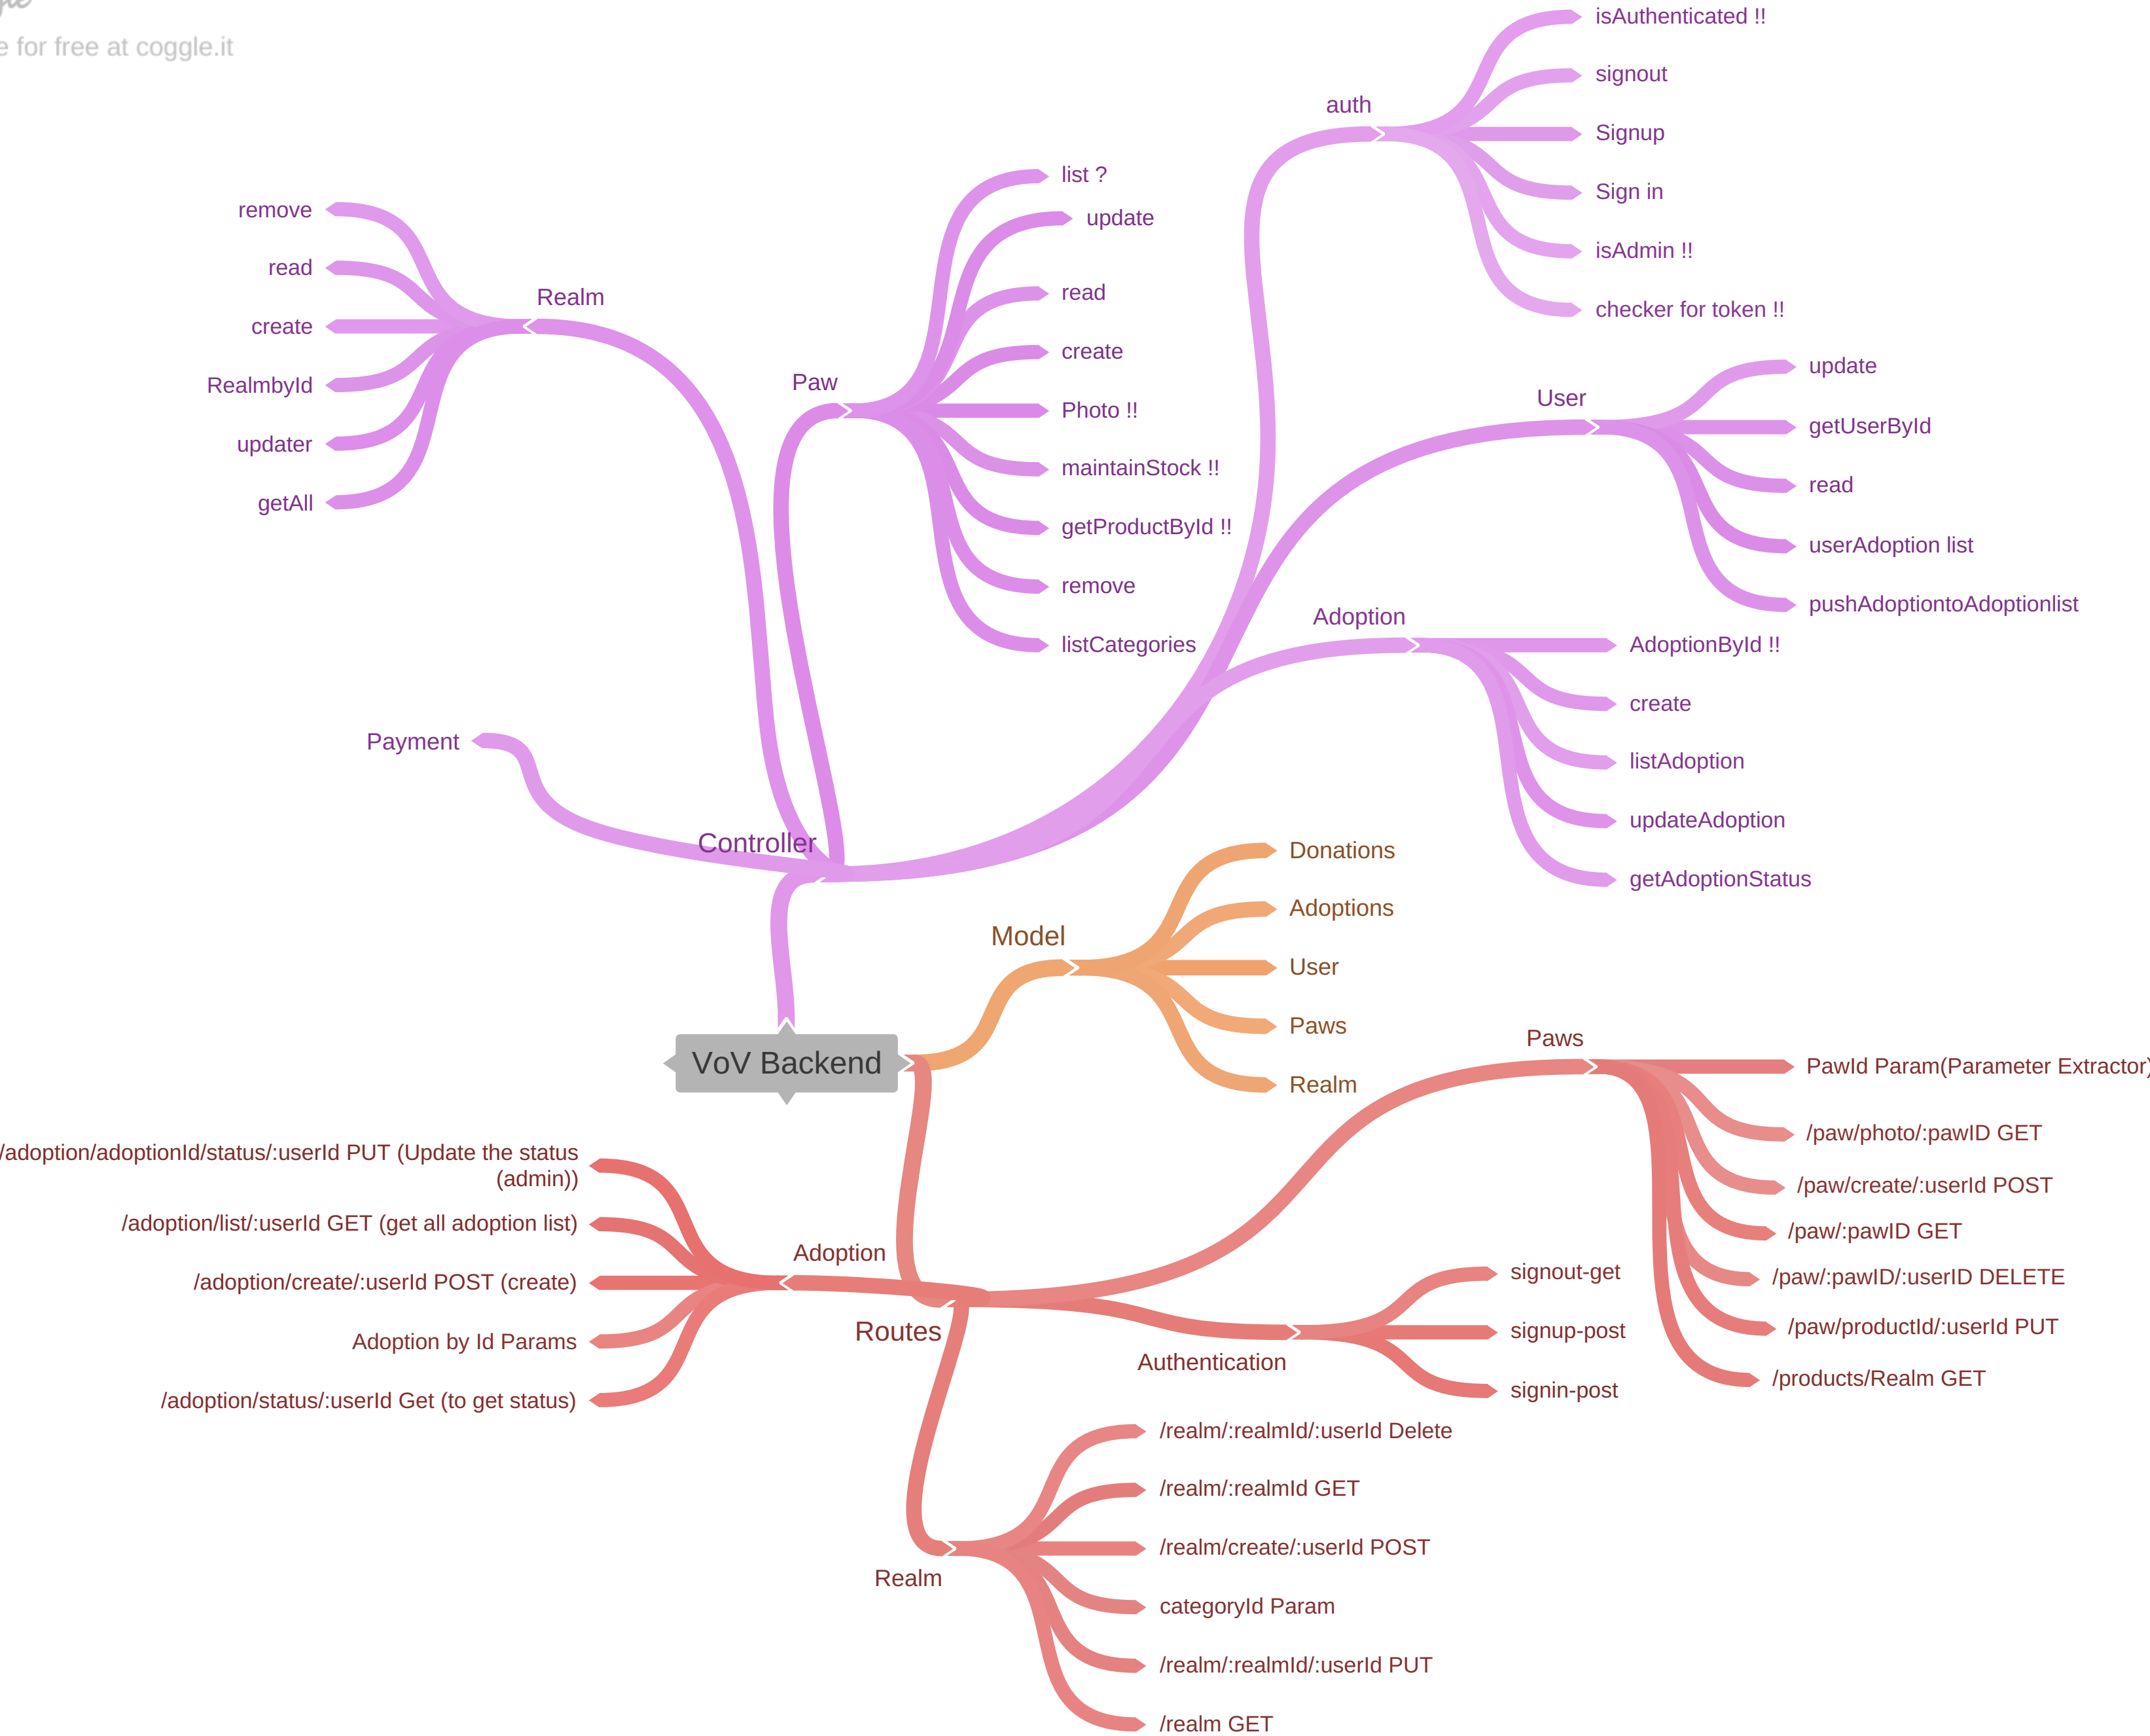 e for free at coggle.it
isAuthenticated !!
signout
auth
Signup
Sign in
isAdmin !!
checker for token !!
list ?
update
read
create
Paw
Photo !!
maintainStock !!
getProductById !!
remove
listCategories
remove
read
Realm
create
RealmbyId
updater
getAll
update
User
getUserById
read
userAdoption list
pushAdoptiontoAdoptionlist
Adoption
AdoptionById !!
create
listAdoption
updateAdoption
getAdoptionStatus
Payment
Controller
Donations
Adoptions
Model
User
Paws
Realm
VoV Backend
Paws
PawId Param(Parameter Extractor)
/paw/photo/:pawID GET
/paw/create/:userId POST
/paw/:pawID GET
/paw/:pawID/:userID DELETE
/paw/productId/:userId PUT
/products/Realm GET
/adoption/adoptionId/status/:userId PUT (Update the status
(admin))
/adoption/list/:userId GET (get all adoption list)
Adoption
/adoption/create/:userId POST (create)
Adoption by Id Params
/adoption/status/:userId Get (to get status)
Routes
signout-get
signup-post
Authentication
signin-post
/realm/:realmId/:userId Delete
/realm/:realmId GET
/realm/create/:userId POST
Realm
categoryId Param
/realm/:realmId/:userId PUT
/realm GET